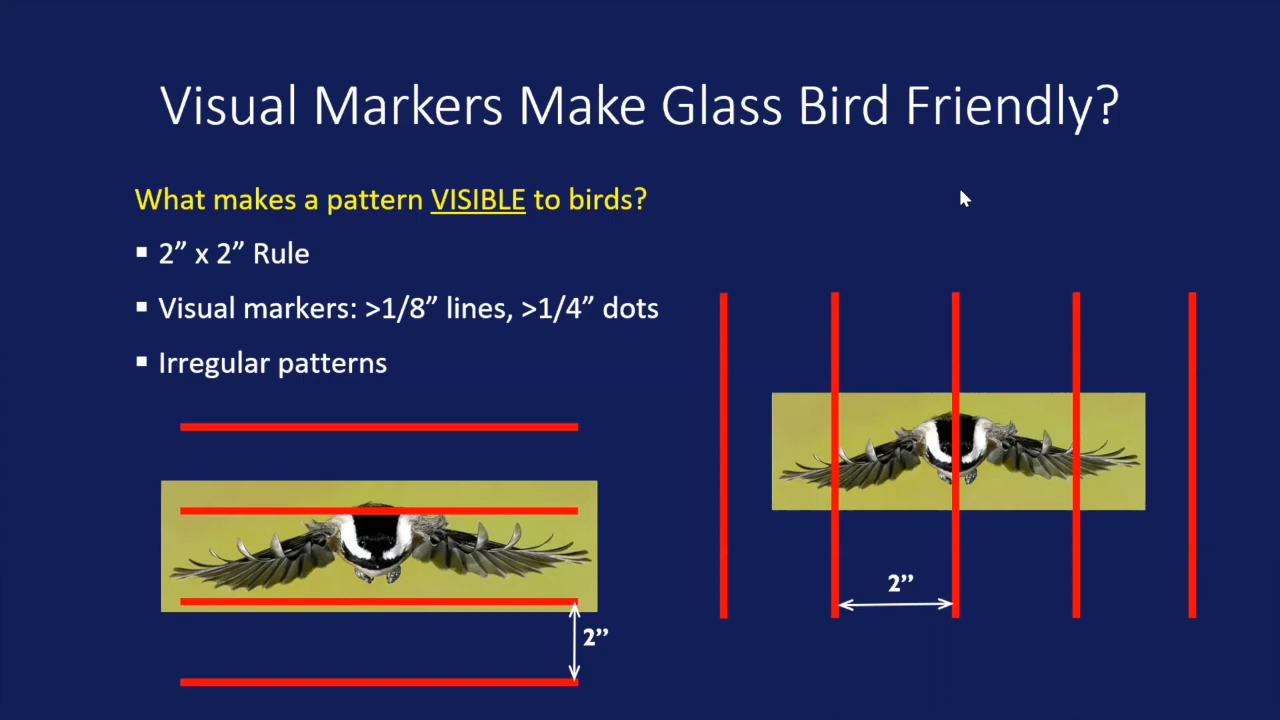 Visual Markers Make Glass Bird Friendly?
What makes a pattern VISIBLE to birds?
▪ 2” x 2” Rule
▪ Visual markers: >1/8” lines, >1/4” dots
▪ Irregular patterns
2”
2”